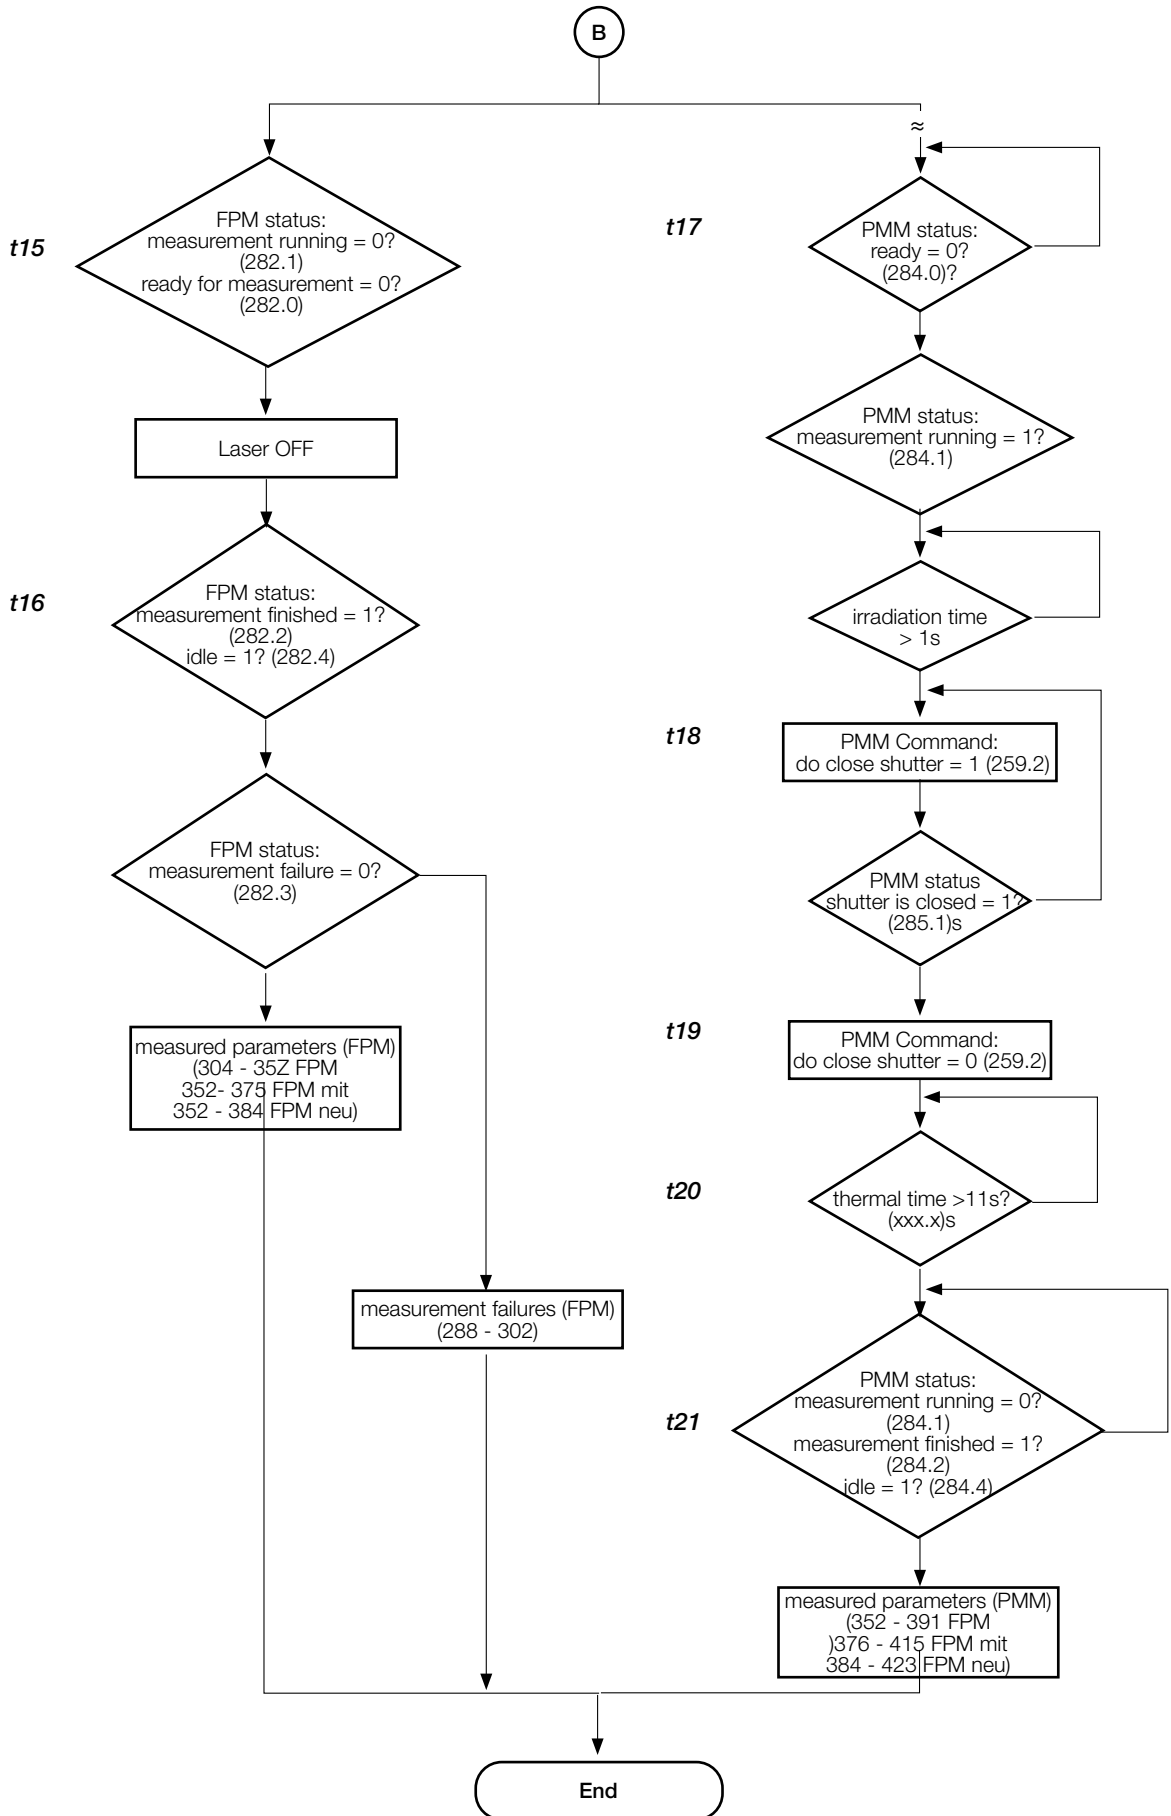 B
t15
FPM status:
measurement running = 0?
(282.1)
ready for measurement = 0?
(282.0)
Laser OFF
t16
FPM status:
measurement finished = 1?
(282.2)
idle = 1? (282.4)
FPM status:
measurement failure = 0?
(282.3)
measured parameters (FPM)
(304 - 35Z FPM
352- 375 FPM mit
352 - 384 FPM neu)
measurement failures (FPM)
(288 - 302)
≈
t17
PMM status:
ready = 0?
(284.0)?
PMM status:
measurement running = 1?
(284.1)
irradiation time
> 1s
t18
PMM Command:
do close shutter = 1 (259.2)
PMM status
shutter is closed = 1?
(285.1)s
t19
PMM Command:
do close shutter = 0 (259.2)
t20
thermal time >11s?
(xxx.x)s
t21
PMM status:
measurement running = 0?
(284.1)
measurement finished = 1?
(284.2)
idle = 1? (284.4)
measured parameters (PMM)
(352 - 391 FPM
)376 - 415 FPM mit
384 - 423 FPM neu)
End